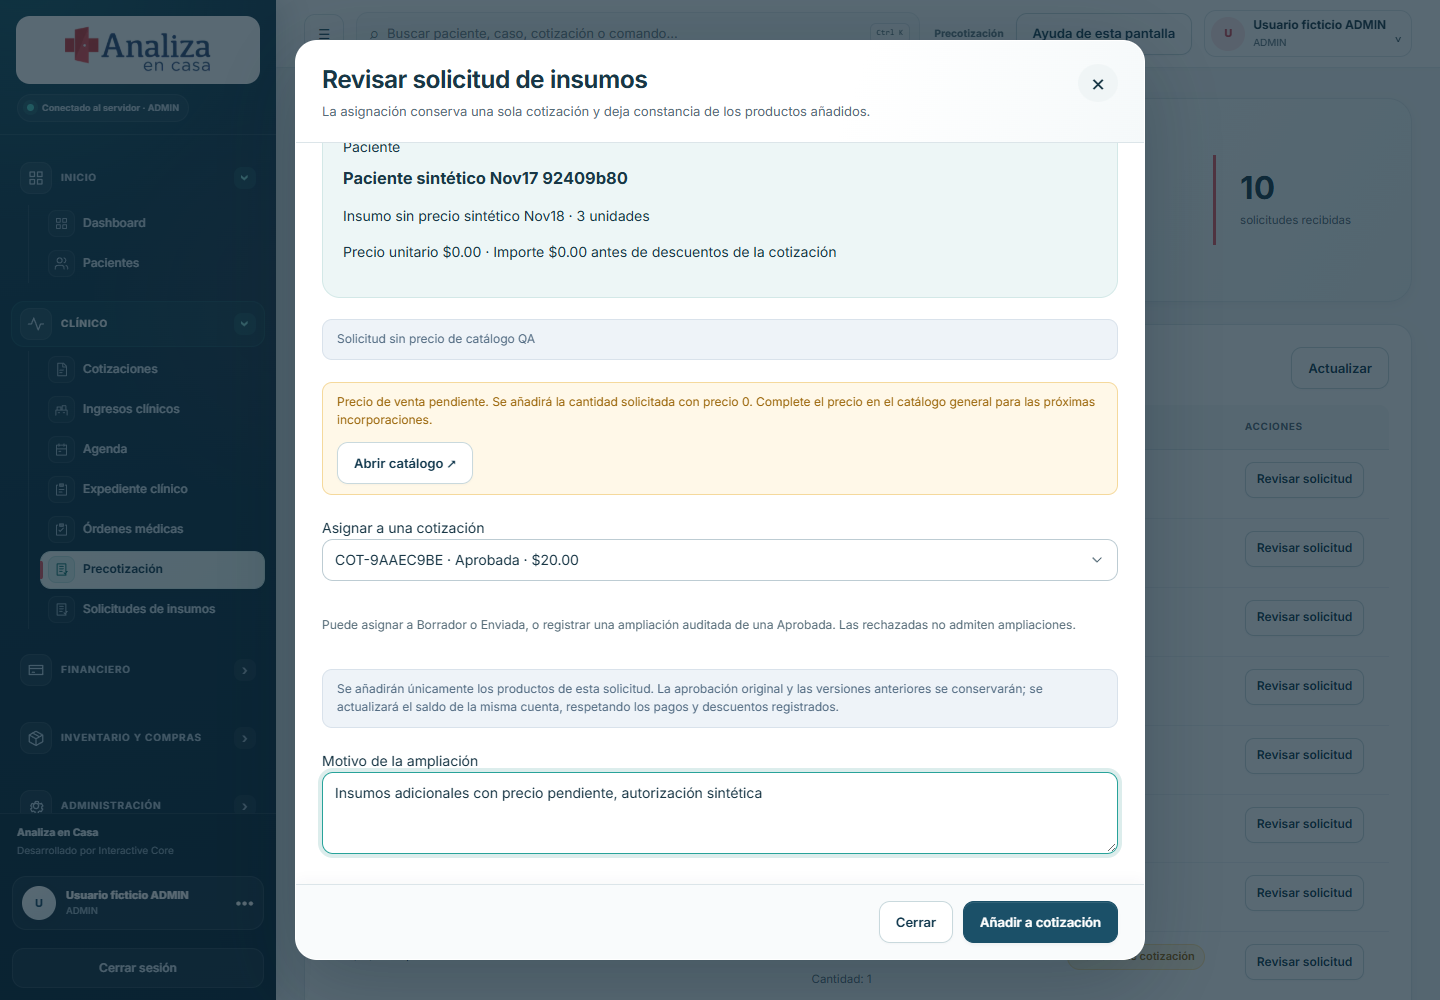 Analiza
en casa
Conectado al servidor - ADMIN
INICIO
Dashboard
Pacientes
CLÍNICO
Cotizaciones
Ingresos clínicos
Agenda
Expediente clínico
Órdenes médicas
Precotización
Solicitudes de insumos
FINANCIERO
INVENTARIO Y COMPRAS
ADMINISTRACIÓN
Analiza en Casa
Desarrollado por Interactive Core
U
Usuario ficticio ADMIN
ADMIN
Cerrar sesión
Buscar paciente, caso, cotización o comando...
Ctrl K
Precotización
Ayuda de esta pantalla
U
Usuario ficticio ADMIN
ADMIN
10
solicitudes recibidas
Actualizar
ACCIONES
Revisar solicitud
Revisar solicitud
Revisar solicitud
Revisar solicitud
Revisar solicitud
Revisar solicitud
Revisar solicitud
cotización
Revisar solicitud
Cantidad: 1
Revisar solicitud de insumos
La asignación conserva una sola cotización y deja constancia de los productos añadidos.
Paciente
Paciente sintético Nov17 92409b80
Insumo sin precio sintético Nov18 · 3 unidades
Precio unitario $0.00 · Importe $0.00 antes de descuentos de la cotización
Solicitud sin precio de catálogo QA
Precio de venta pendiente. Se añadirá la cantidad solicitada con precio 0. Complete el precio en el catálogo general para las próximas
incorporaciones.
Abrir catálogo ↗
Asignar a una cotización
COT-9AAEC9BE · Aprobada · $20.00
Puede asignar a Borrador o Enviada, o registrar una ampliación auditada de una Aprobada. Las rechazadas no admiten ampliaciones.
Se añadirán únicamente los productos de esta solicitud. La aprobación original y las versiones anteriores se conservarán; se
actualizará el saldo de la misma cuenta, respetando los pagos y descuentos registrados.
Motivo de la ampliación
Insumos adicionales con precio pendiente, autorización sintética
Cerrar
Añadir a cotización